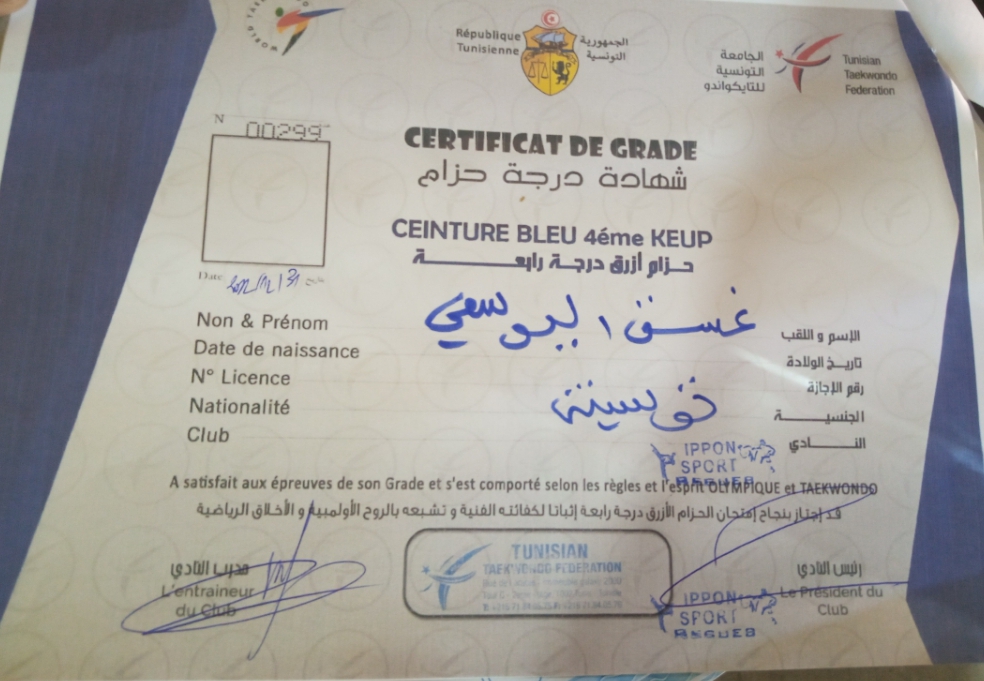 République
Tunisienne
الجمهورية
التونسية
الجامعة
التونسية
للتايكواندو
Tunisian
Taekwondo
Federation
N 00299
CERTIFICAT DE GRADE
شهادة درجة حزام
CEINTURE BLEU 4éme KEUP
حزام أزرق درجة رابعة
Date
Non & Prénom
غسق اليوسفي
الإسم و اللقب
Date de naissance
تاريخ الولادة
N° Licence
رقم الإجازة
Nationalité
تونسية
الجنسية
Club
النادي
IPPON
SPORT
REGUEB
A satisfait aux épreuves de son Grade et s'est comporté selon les règles et l'esprit OLYMPIQUE et TAEKWONDO
قد إجتاز بنجاح إمتحان الحزام الأزرق درجة رابعة إثباتا لكفائته الفنية و تشبعه بالروح الأولمبية و الأخلاق الرياضية
مدرب النادي
L'entraineur
du Club
TUNISIAN
TAEKWONDO FEDERATION
رئيس النادي
Le Président du
Club
IPPON
SPORT
REGUEB